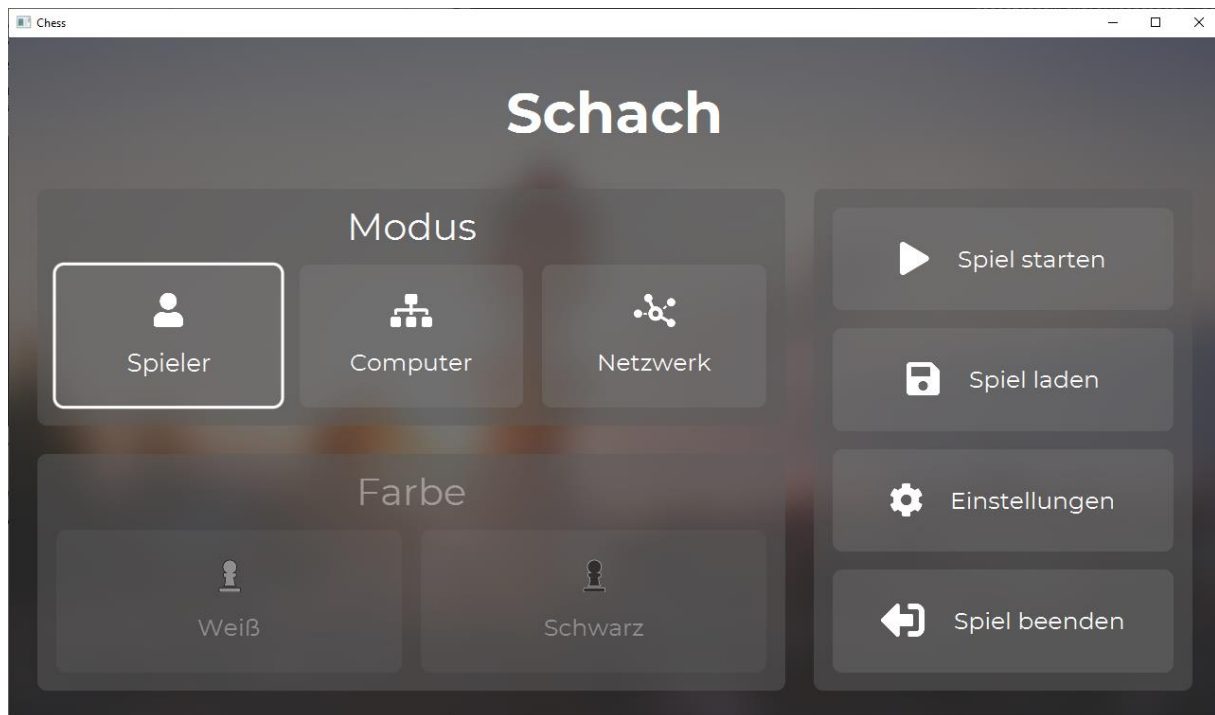 Chess
Schach
Modus
Spieler
Computer
Netzwerk
Farbe
Weiß
Schwarz
Spiel starten
Spiel laden
Einstellungen
Spiel beenden